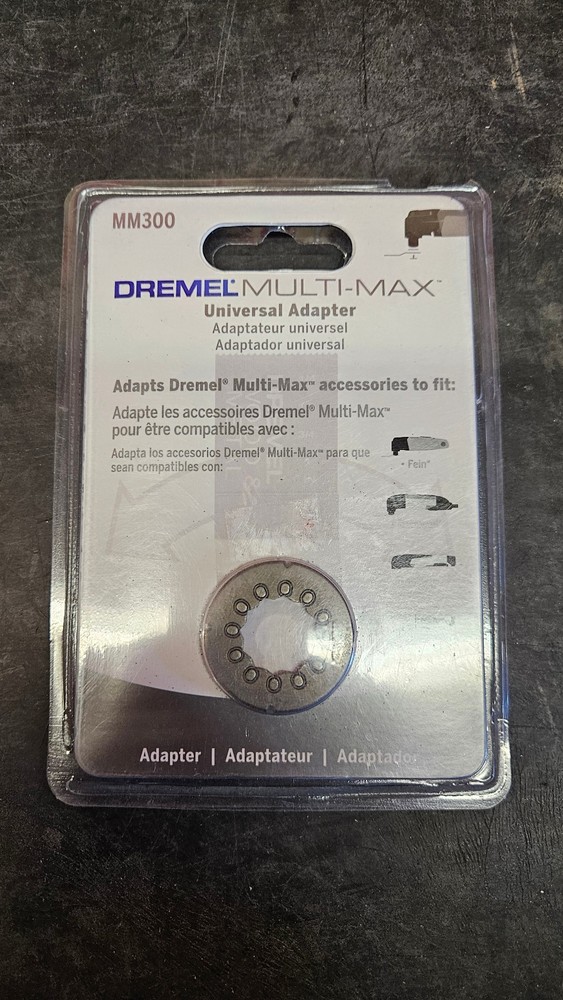 MM300
DREMEL® MULTI-MAX™
Universal Adapter
Adaptateur universel
Adaptador universal
Adapts Dremel® Multi-Max™ accessories to fit:
Adapte les accessoires Dremel® Multi-Max™
pour être compatibles avec :
Adapta los accesorios Dremel® Multi-Max™ para que
sean compatibles con:
• Fein®
Adapter | Adaptateur | Adaptador